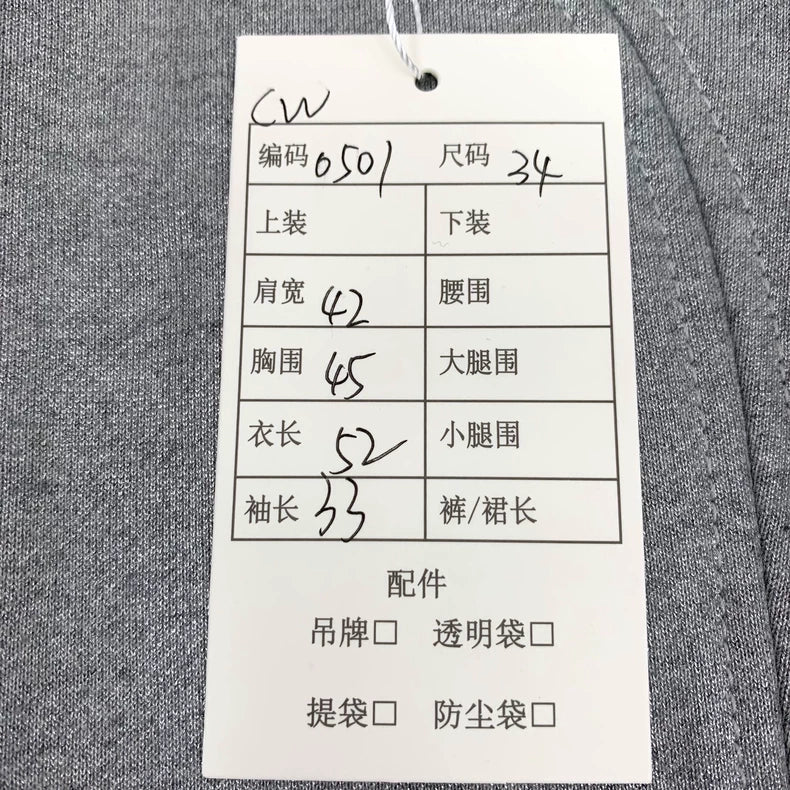 CW
编码 0501 尺码 34
上装 下装
肩宽 42 腰围
胸围 45 大腿围
衣长 52 小腿围
袖长 33 裤/裙长
配件
吊牌□ 透明袋□
提袋□ 防尘袋□